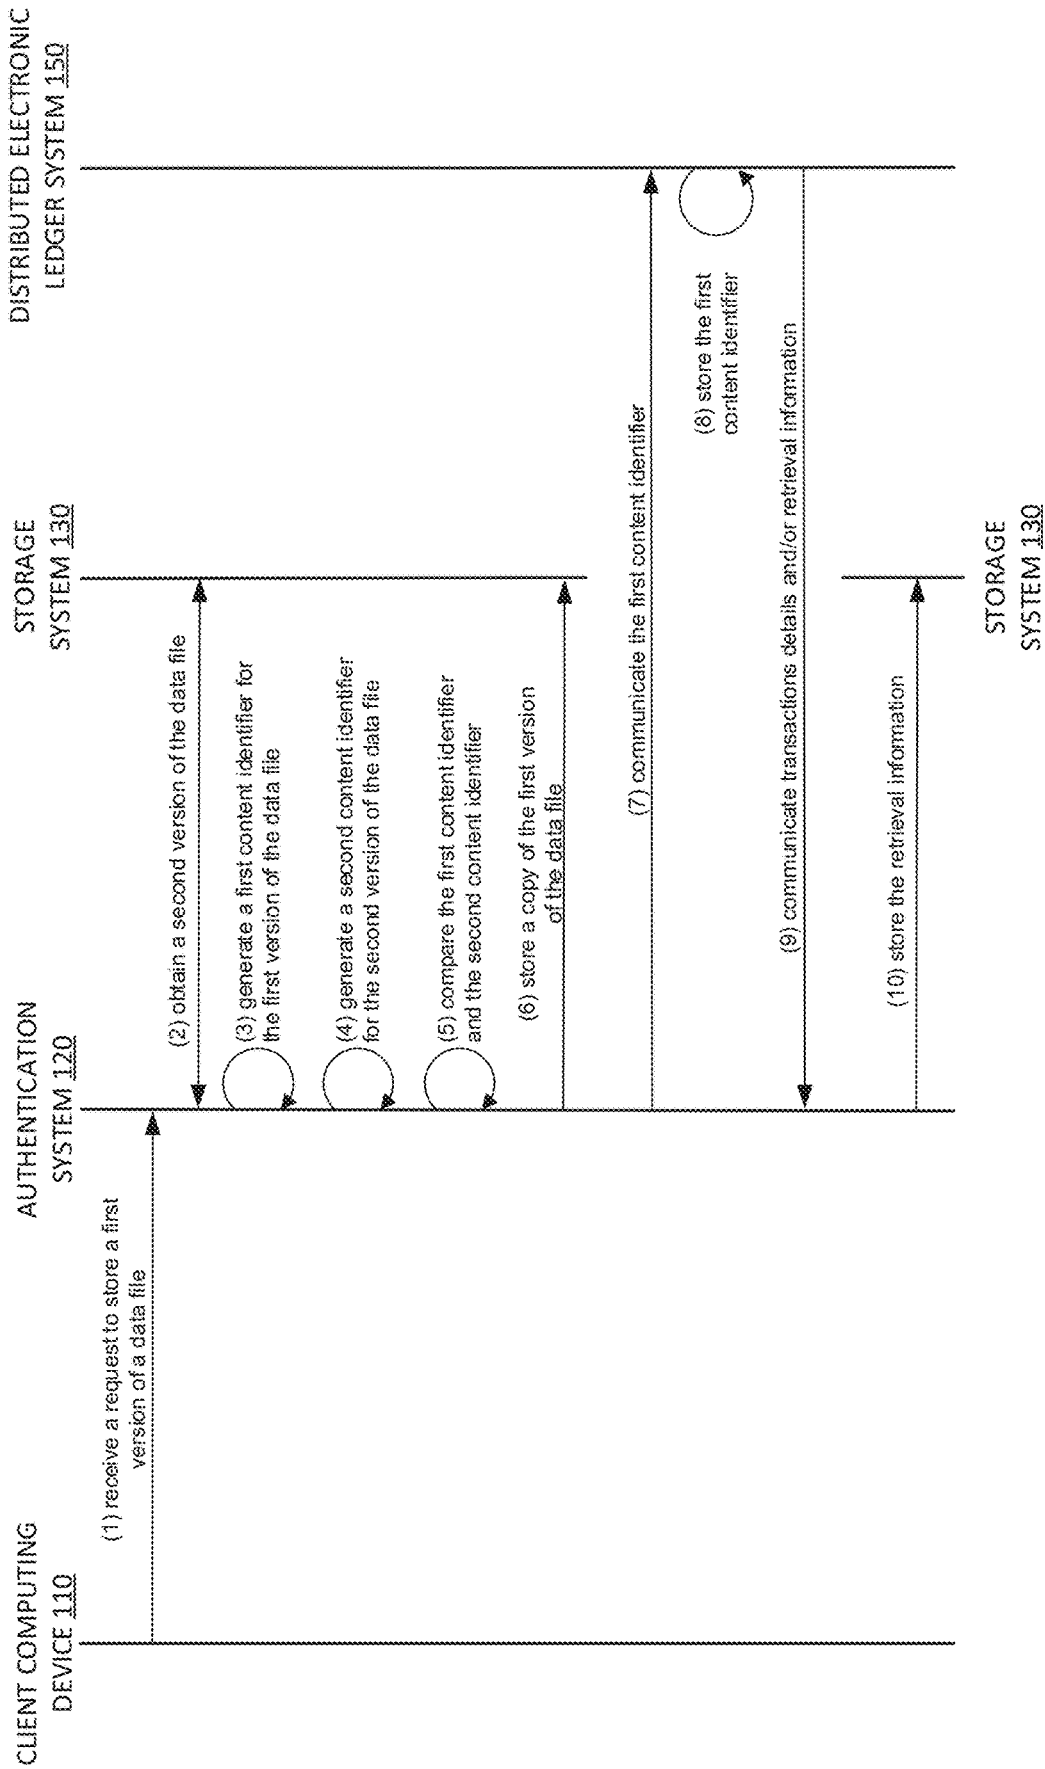 CLIENT COMPUTING
DEVICE 110
AUTHENTICATION
SYSTEM 120
STORAGE
SYSTEM 130
DISTRIBUTED ELECTRONIC
LEDGER SYSTEM 150
(1) receive a request to store a first
version of a data file
(2) obtain a second version of the data file
(3) generate a first content identifier for
the first version of the data file
(4) generate a second content identifier
for the second version of the data file
(5) compare the first content identifier
and the second content identifier
(6) store a copy of the first version
of the data file
(7) communicate the first content identifier
(8) store the first
content identifier
(9) communicate transactions details and/or retrieval information
(10) store the retrieval information
STORAGE
SYSTEM 130